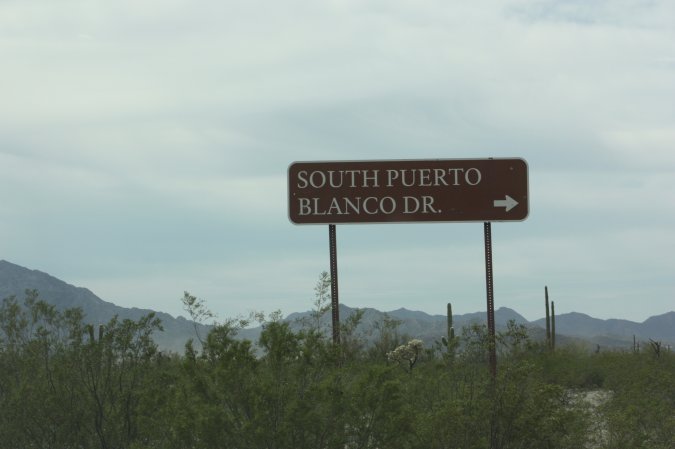 SOUTH PUERTO
BLANCO DR.